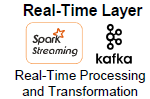 Real-Time Layer
Spark
Streaming
kafka
Real-Time Processing
and Transformation